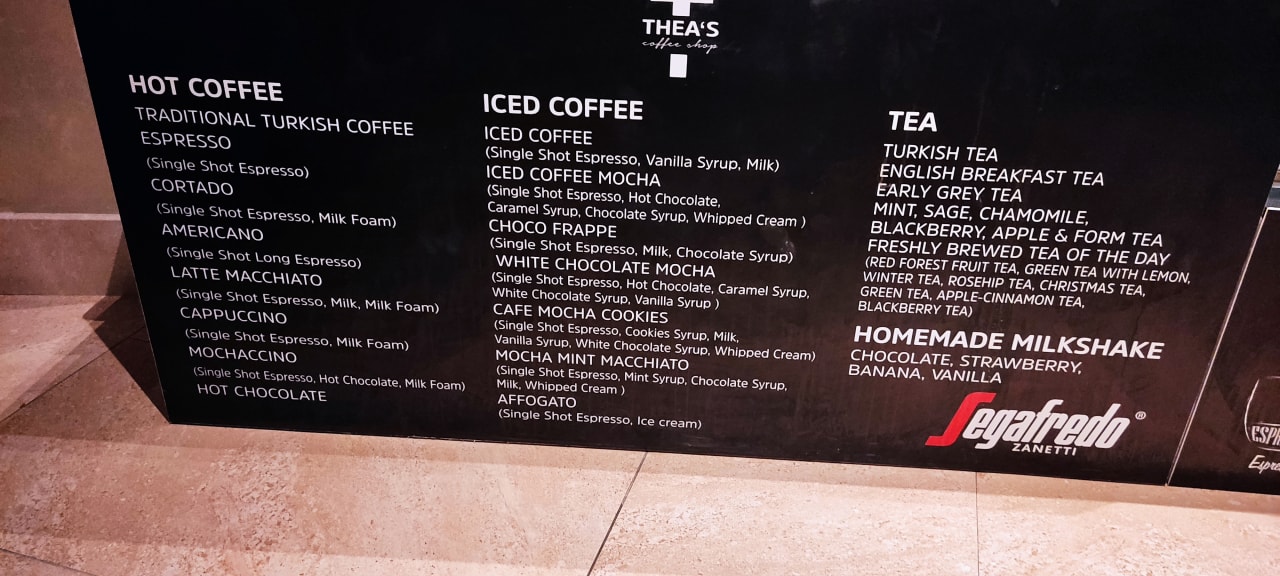 THEA'S
coffee shop
HOT COFFEE
TRADITIONAL TURKISH COFFEE
ESPRESSO
(Single Shot Espresso)
CORTADO
(Single Shot Espresso, Milk Foam)
AMERICANO
(Single Shot Long Espresso)
LATTE MACCHIATO
(Single Shot Espresso, Milk, Milk Foam)
CAPPUCCINO
(Single Shot Espresso, Milk Foam)
MOCHACCINO
(Single Shot Espresso, Hot Chocolate, Milk Foam)
HOT CHOCOLATE
ICED COFFEE
ICED COFFEE
(Single Shot Espresso, Vanilla Syrup, Milk)
ICED COFFEE MOCHA
(Single Shot Espresso, Hot Chocolate,
Caramel Syrup, Chocolate Syrup, Whipped Cream )
CHOCO FRAPPE
(Single Shot Espresso, Milk, Chocolate Syrup)
WHITE CHOCOLATE MOCHA
(Single Shot Espresso, Hot Chocolate, Caramel Syrup,
White Chocolate Syrup, Vanilla Syrup )
CAFE MOCHA COOKIES
(Single Shot Espresso, Cookies Syrup, Milk,
Vanilla Syrup, White Chocolate Syrup, Whipped Cream)
MOCHA MINT MACCHIATO
(Single Shot Espresso, Mint Syrup, Chocolate Syrup,
Milk, Whipped Cream )
AFFOGATO
(Single Shot Espresso, Ice cream)
TEA
TURKISH TEA
ENGLISH BREAKFAST TEA
EARLY GREY TEA
MINT, SAGE, CHAMOMILE,
BLACKBERRY, APPLE & FORM TEA
FRESHLY BREWED TEA OF THE DAY
(RED FOREST FRUIT TEA, GREEN TEA WITH LEMON,
WINTER TEA, ROSEHIP TEA, CHRISTMAS TEA,
GREEN TEA, APPLE-CINNAMON TEA,
BLACKBERRY TEA)
HOMEMADE MILKSHAKE
CHOCOLATE, STRAWBERRY,
BANANA, VANILLA
Segafredo ®
ZANETTI